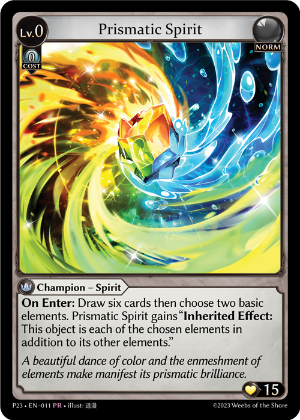 Lv.0
Prismatic Spirit
NORM
0
COST
Champion – Spirit
On Enter: Draw six cards then choose two basic
elements. Prismatic Spirit gains “Inherited Effect:
This object is each of the chosen elements in
addition to its other elements.”
A beautiful dance of color and the enmeshment of
elements make manifest its prismatic brilliance.
15
P23 • EN-011 PR • illust: 逍遥
©2023 Weebs of the Shore